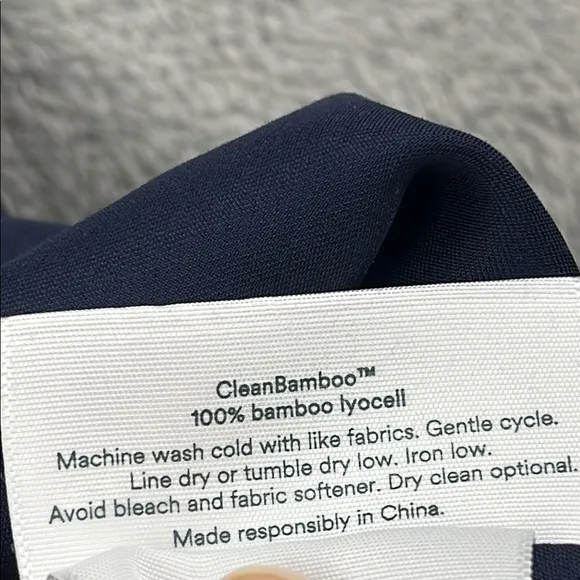 CleanBamboo™
100% bamboo lyocell
Machine wash cold with like fabrics. Gentle cycle.
Line dry or tumble dry low. Iron low.
Avoid bleach and fabric softener. Dry clean optional.
Made responsibly in China.